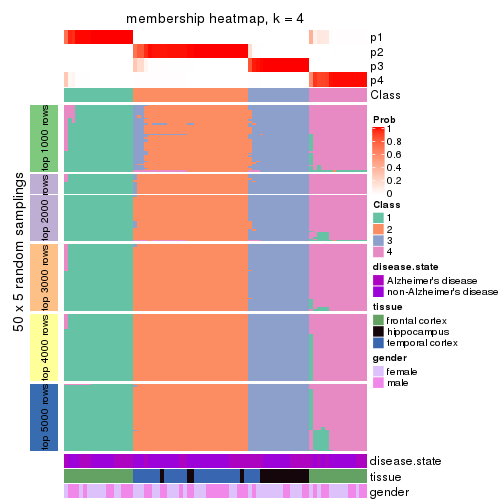 membership heatmap, k = 4
p1
p2
p3
p4
Class
50 x 5 random samplings
top 1000 rows
top 2000 rows
top 3000 rows
top 4000 rows
top 5000 rows
disease.state
tissue
gender
Prob
1
0.8
0.6
0.4
0.2
0
Class
1
2
3
4
disease.state
Alzheimer's disease
non-Alzheimer's disease
tissue
frontal cortex
hippocampus
temporal cortex
gender
female
male